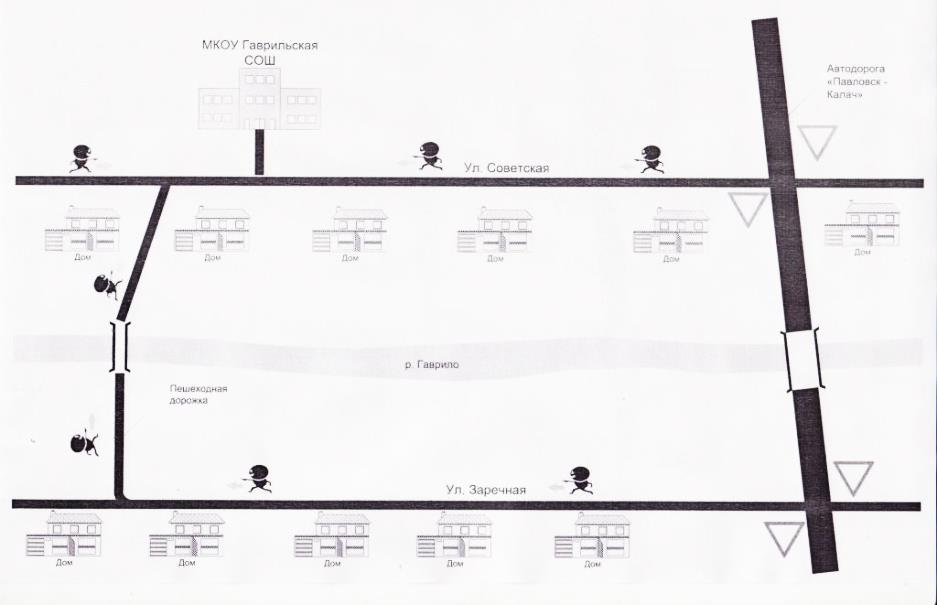 МКОУ Гаврильская
СОШ
Автодорога
«Павловск -
Калач»
Ул. Советская
Дом
Дом
Дом
Дом
Дом
Дом
р. Гаврило
Пешеходная
дорожка
Ул. Заречная
Дом
Дом
Дом
Дом
Дом